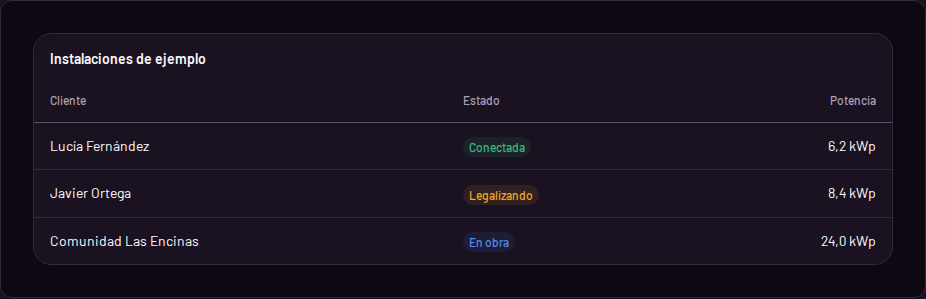 Instalaciones de ejemplo
Cliente Estado Potencia
Lucía Fernández Conectada 6,2 kWp
Javier Ortega Legalizando 8,4 kWp
Comunidad Las Encinas En obra 24,0 kWp